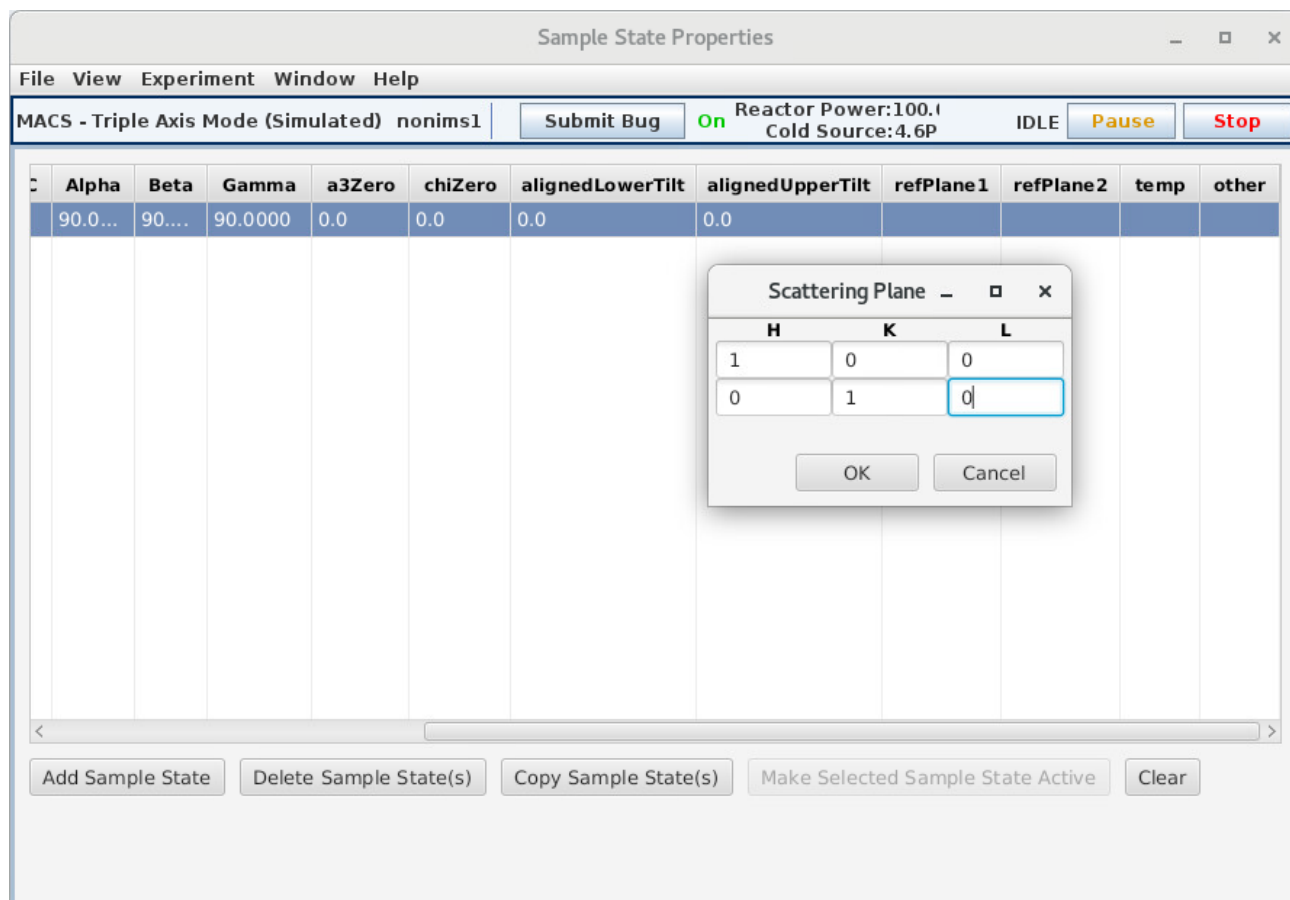 Sample State Properties
File View Experiment Window Help
MACS - Triple Axis Mode (Simulated) nonims1 Submit Bug On Reactor Power:100. IDLE Pause Stop
Cold Source:4.6P
Alpha Beta Gamma a3Zero chiZero alignedLowerTilt alignedUpperTilt refPlane1 refPlane2 temp other
90.0... 90.... 90.0000 0.0 0.0 0.0 0.0
Scattering Plane
H K L
1 0 0
0 1 0
OK Cancel
Add Sample State Delete Sample State(s) Copy Sample State(s) Make Selected Sample State Active Clear